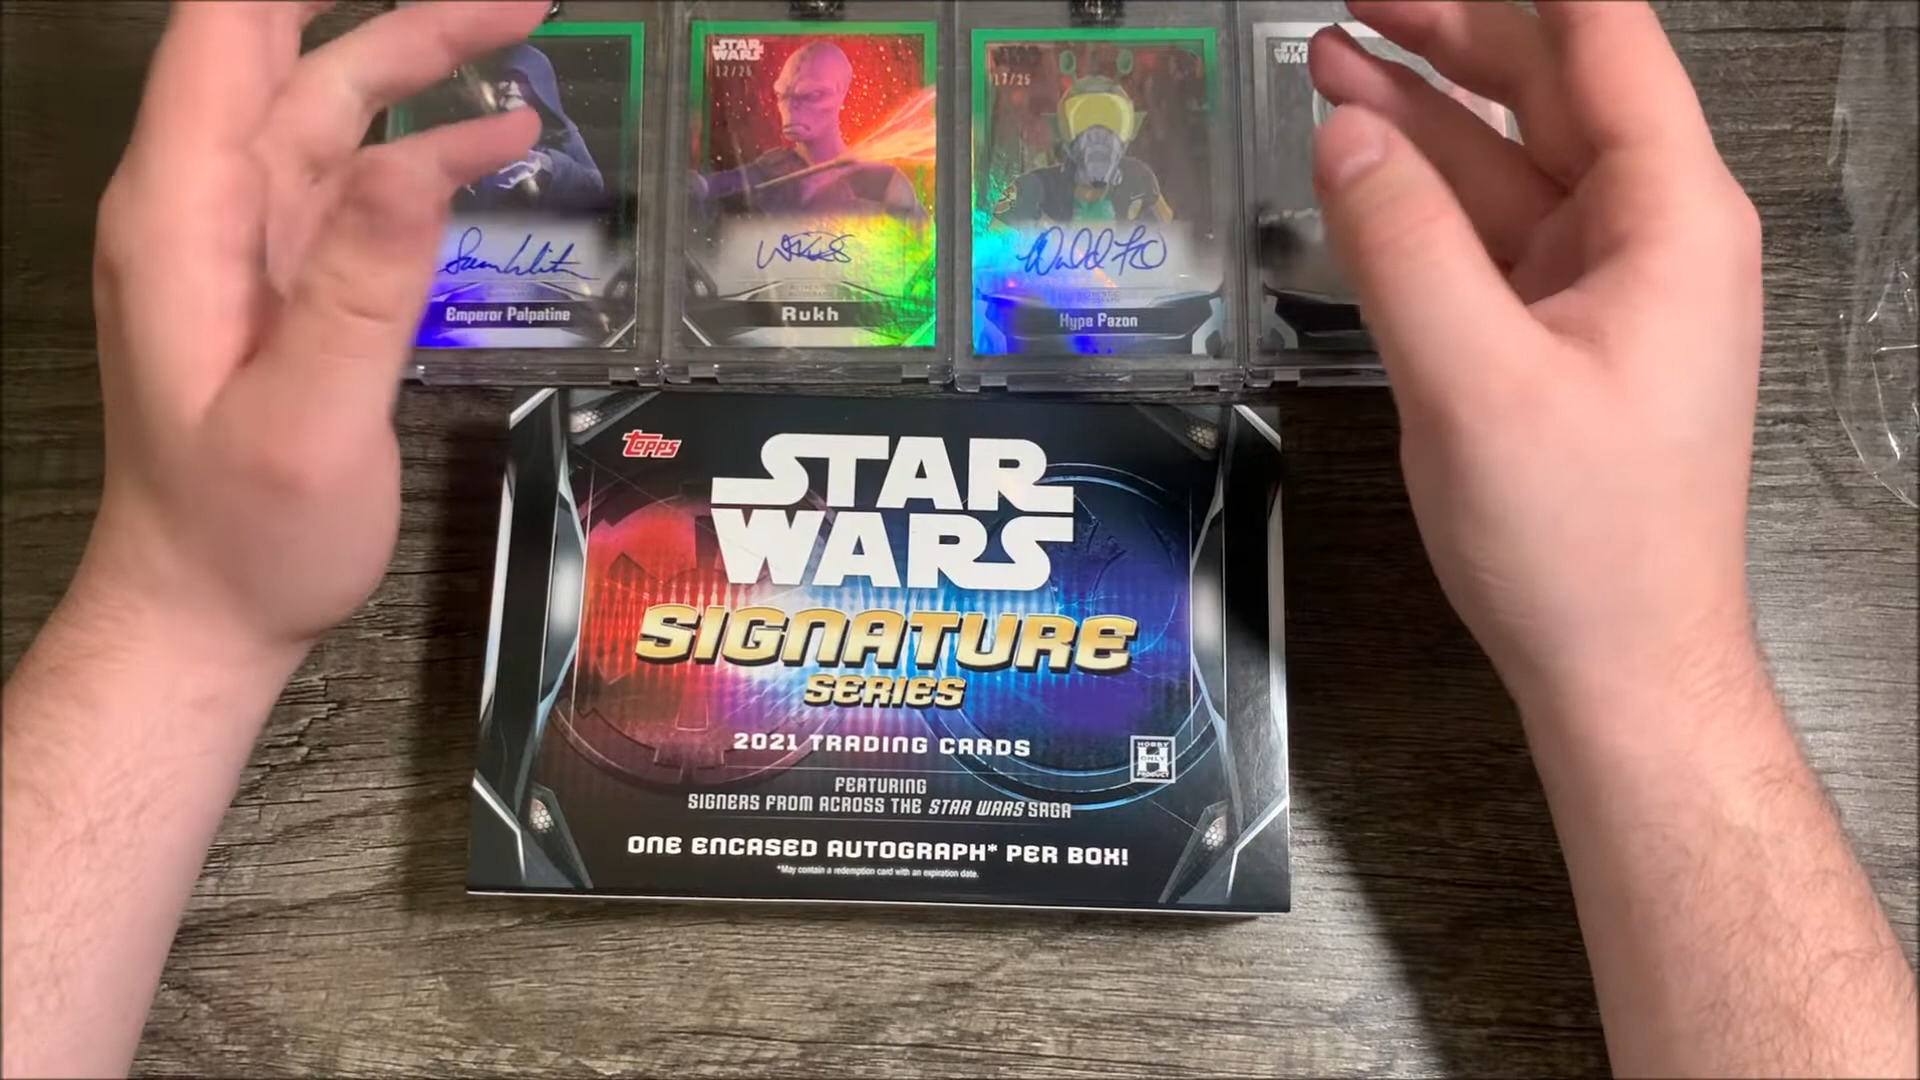 STAR WARS
12/25
17/25
Emperor Palpatine
Rukh
Hype Fazon
topps
STAR
WARS
SIGNATURE
SERIES
2021 TRADING CARDS
HOBBY
H
ONLY
PRODUCT
FEATURING
SIGNERS FROM ACROSS THE STAR WARS SAGA
ONE ENCASED AUTOGRAPH* PER BOX!
*May contain a redemption card with an expiration date.